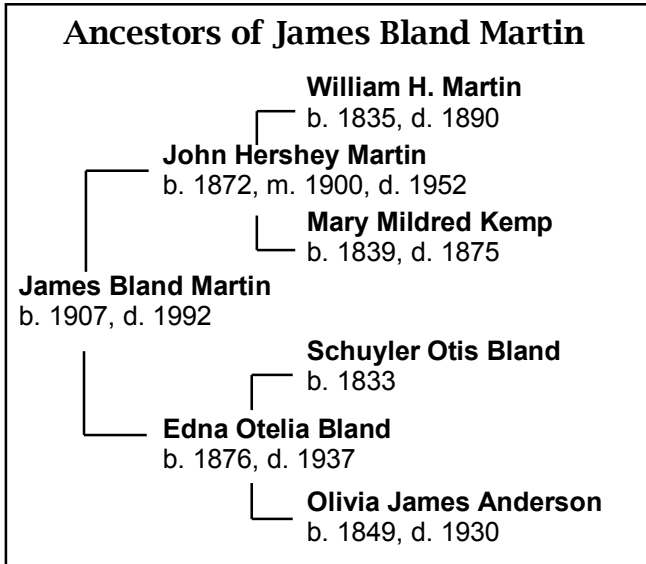 Ancestors of James Bland Martin
William H. Martin
b. 1835, d. 1890
John Hershey Martin
b. 1872, m. 1900, d. 1952
Mary Mildred Kemp
b. 1839, d. 1875
James Bland Martin
b. 1907, d. 1992
Schuyler Otis Bland
b. 1833
Edna Otelia Bland
b. 1876, d. 1937
Olivia James Anderson
b. 1849, d. 1930